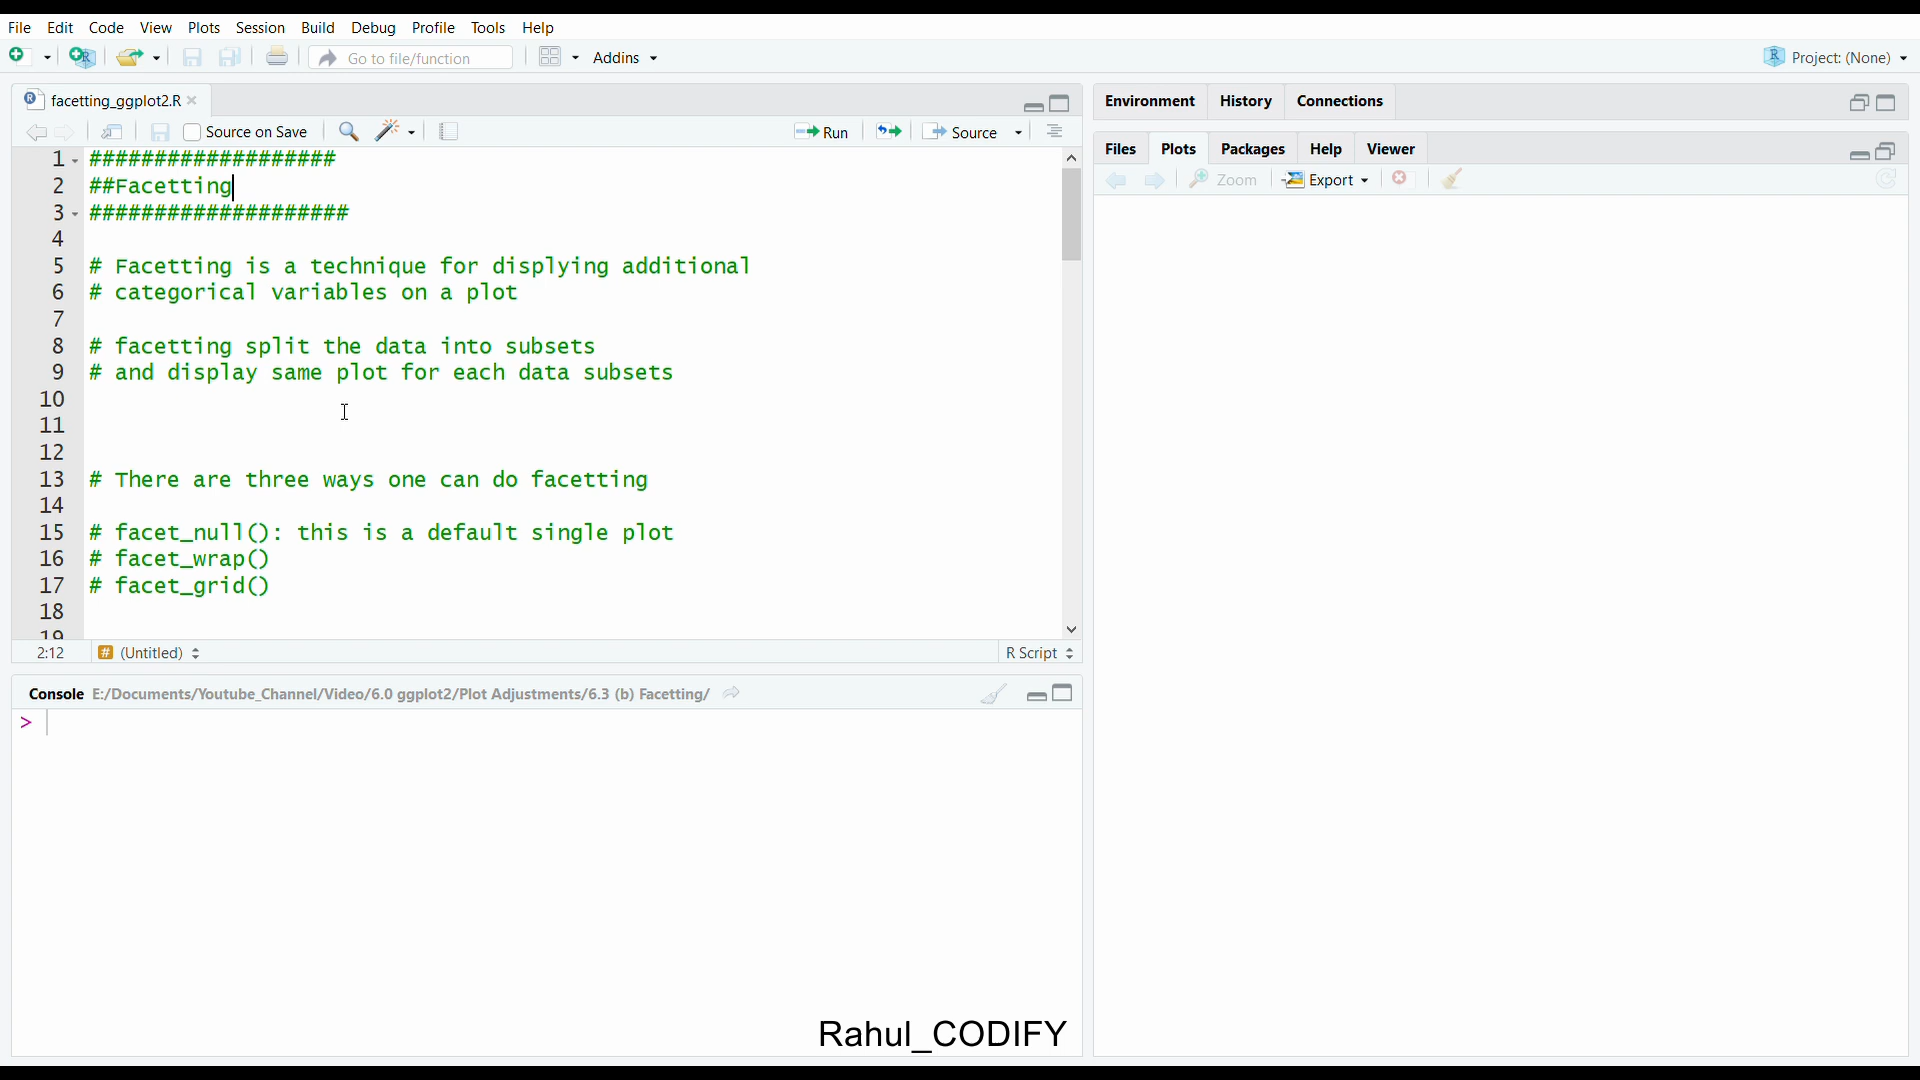 File Edit Code View Plots Session Build Debug Profile Tools Help
Go to file/function Addins Project: (None)
facetting_ggplot2.R
Source on Save Run Source
1 ###################
2 ##Facetting
3 ####################
4
5 # Facetting is a technique for displying additional
6 # categorical variables on a plot
7
8 # facetting split the data into subsets
9 # and display same plot for each data subsets
10
11
12
13 # There are three ways one can do facetting
14
15 # facet_null(): this is a default single plot
16 # facet_wrap()
17 # facet_grid()
18
19
2:12 # (Untitled) R Script
Console E:/Documents/Youtube_Channel/Video/6.0 ggplot2/Plot Adjustments/6.3 (b) Facetting/
>
Rahul_CODIFY
Environment History Connections
Files Plots Packages Help Viewer
Zoom Export